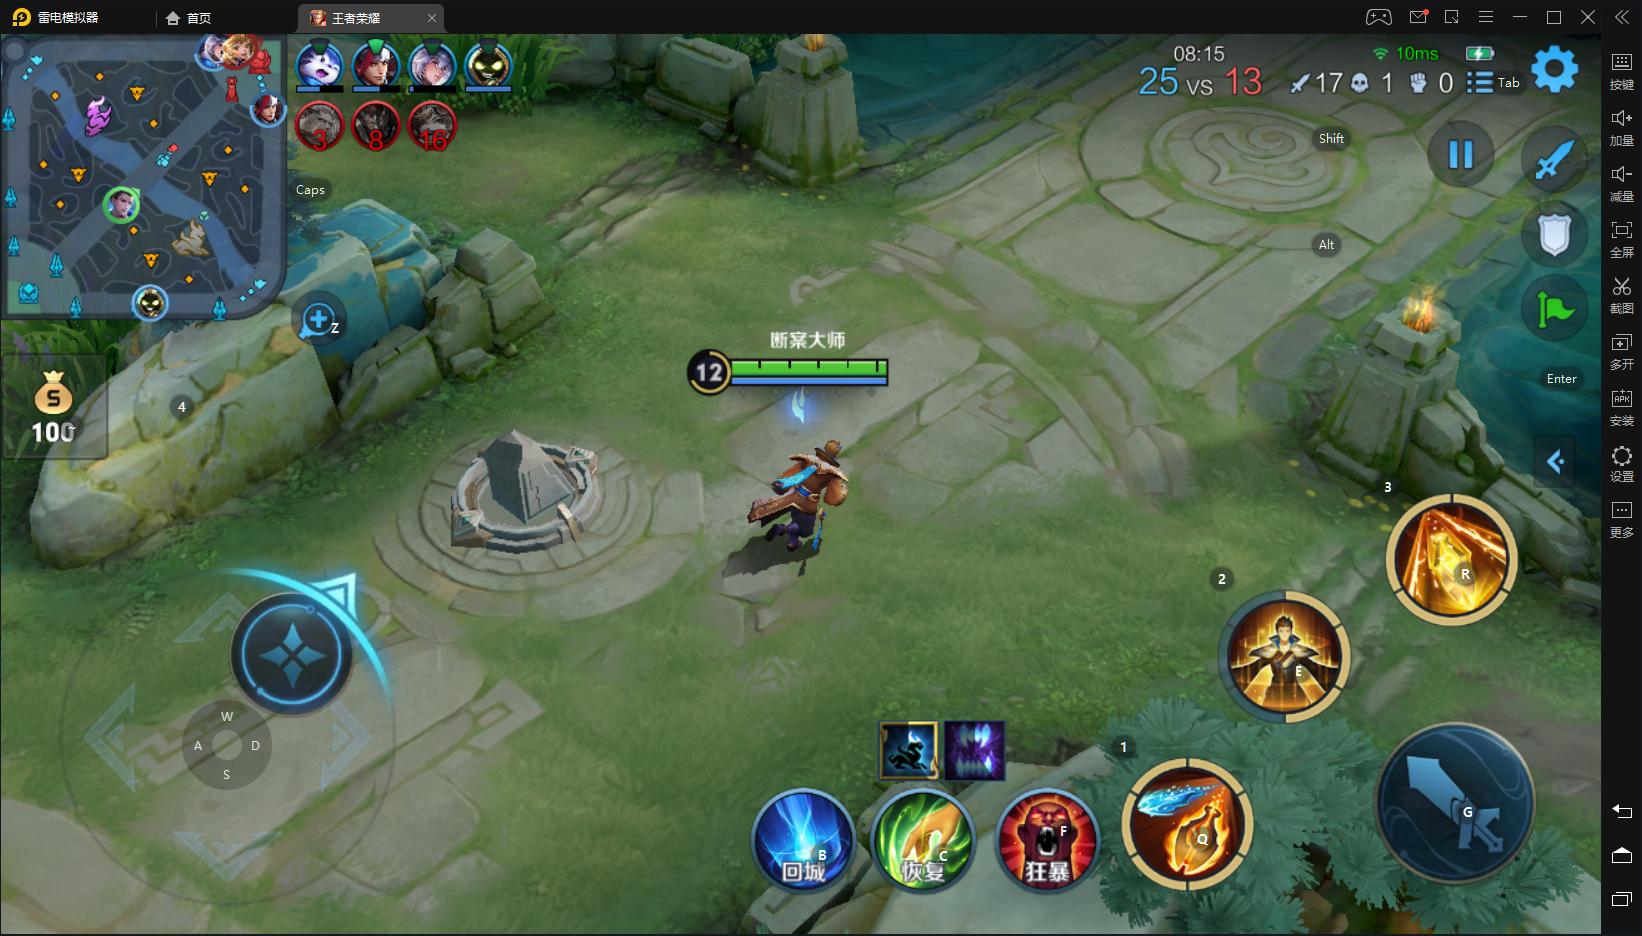 雷电模拟器
首页
王者荣耀
08:15
10ms
25 vs 13
17 1 0
Tab
3 8 16
Shift
Caps
Alt
Z
Enter
S
4
断案大师
12
3
R
2
E
W
A D
S
1
G
Q
B
C
F
回城
恢复
狂暴
按键
加量
减量
全屏
截图
多开
APK
安装
设置
更多